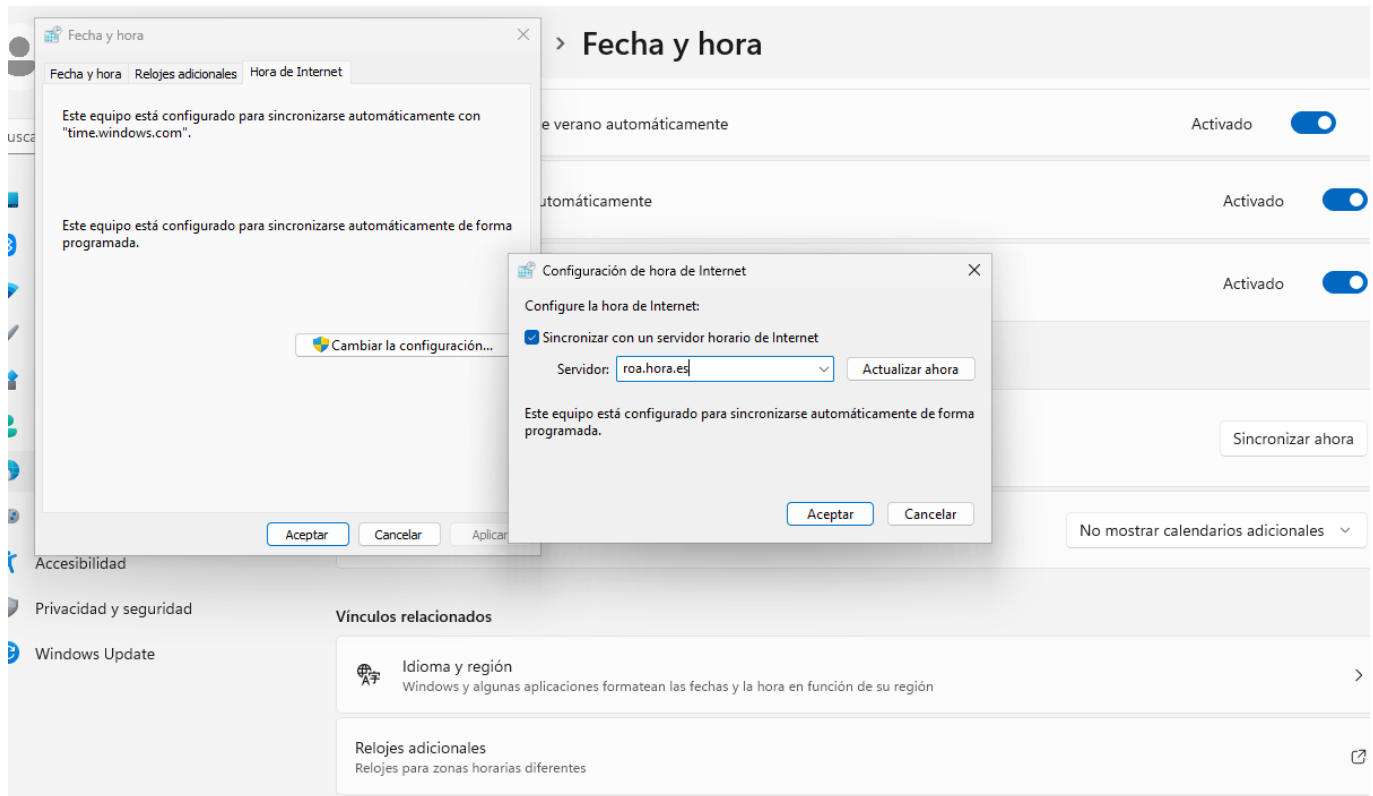 Fecha y hora
Fecha y hora
Relojes adicionales
Hora de Internet
Este equipo está configurado para sincronizarse automáticamente con
"time.windows.com".
Este equipo está configurado para sincronizarse automáticamente de forma
programada.
Cambiar la configuración...
Aceptar
Cancelar
Aplicar
> Fecha y hora
e verano automáticamente
Activado
utomáticamente
Activado
Activado
Configuración de hora de Internet
Configure la hora de Internet:
Sincronizar con un servidor horario de Internet
Servidor:
roa.hora.es
Actualizar ahora
Este equipo está configurado para sincronizarse automáticamente de forma
programada.
Aceptar
Cancelar
Sincronizar ahora
No mostrar calendarios adicionales
usca
Accesibilidad
Privacidad y seguridad
Windows Update
Vínculos relacionados
Idioma y región
Windows y algunas aplicaciones formatean las fechas y la hora en función de su región
Relojes adicionales
Relojes para zonas horarias diferentes